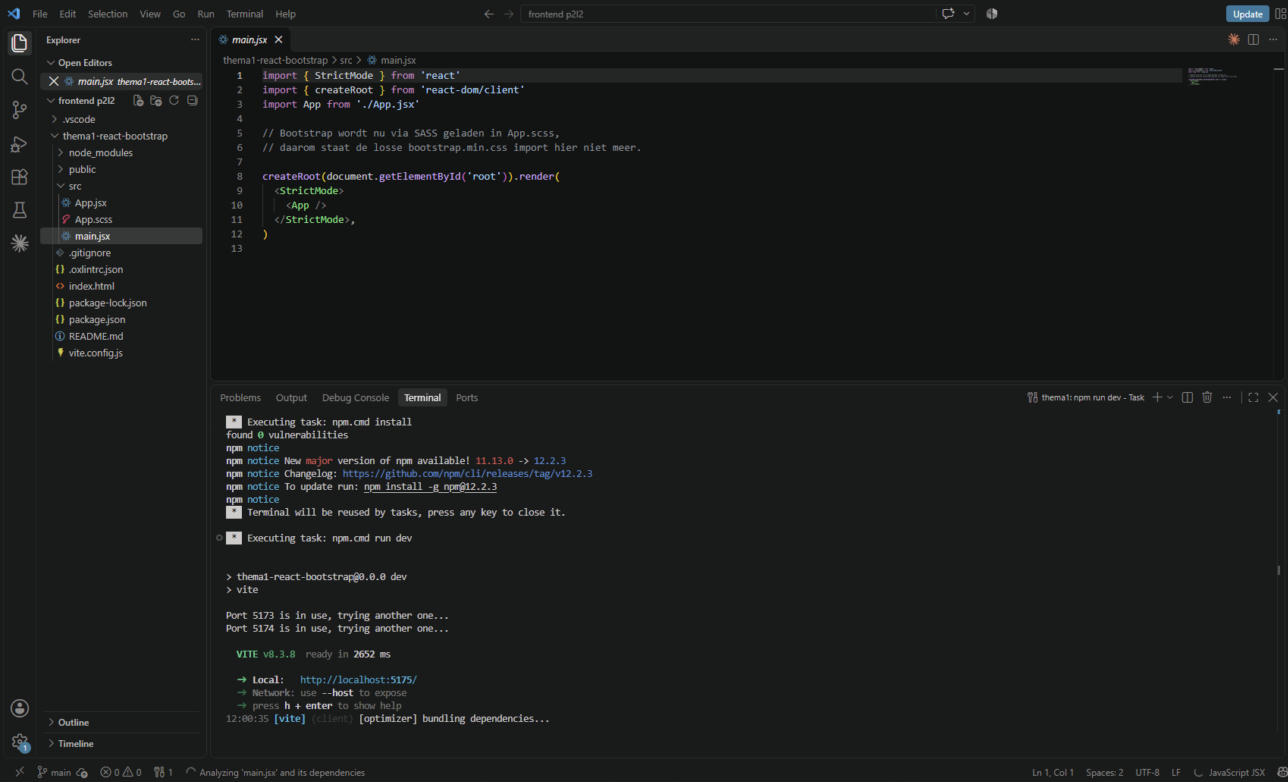 File Edit Selection View Go Run Terminal Help
frontend p2l2
Update
Explorer
Open Editors
main.jsx thema1-react-boots...
frontend p2l2
.vscode
thema1-react-bootstrap
node_modules
public
src
App.jsx
App.scss
main.jsx
.gitignore
.oxlintrc.json
index.html
package-lock.json
package.json
README.md
vite.config.js
Outline
Timeline
main.jsx
thema1-react-bootstrap > src > main.jsx
1 import { StrictMode } from 'react'
2 import { createRoot } from 'react-dom/client'
3 import App from './App.jsx'
4
5 // Bootstrap wordt nu via SASS geladen in App.scss,
6 // daarom staat de losse bootstrap.min.css import hier niet meer.
7
8 createRoot(document.getElementById('root')).render(
9 <StrictMode>
10 <App />
11 </StrictMode>,
12 )
13
Problems Output Debug Console Terminal Ports
thema1: npm run dev - Task
* Executing task: npm.cmd install
found 0 vulnerabilities
npm notice
npm notice New major version of npm available! 11.13.0 -> 12.2.3
npm notice Changelog: https://github.com/npm/cli/releases/tag/v12.2.3
npm notice To update run: npm install -g npm@12.2.3
npm notice
* Terminal will be reused by tasks, press any key to close it.
* Executing task: npm.cmd run dev
> thema1-react-bootstrap@0.0.0 dev
> vite
Port 5173 is in use, trying another one...
Port 5174 is in use, trying another one...
VITE v8.3.8 ready in 2652 ms
➜ Local: http://localhost:5175/
➜ Network: use --host to expose
➜ press h + enter to show help
12:00:35 [vite] (client) [optimizer] bundling dependencies...
1
main 0 0 1 Analyzing 'main.jsx' and its dependencies
Ln 1, Col 1 Spaces: 2 UTF-8 LF JavaScript JSX